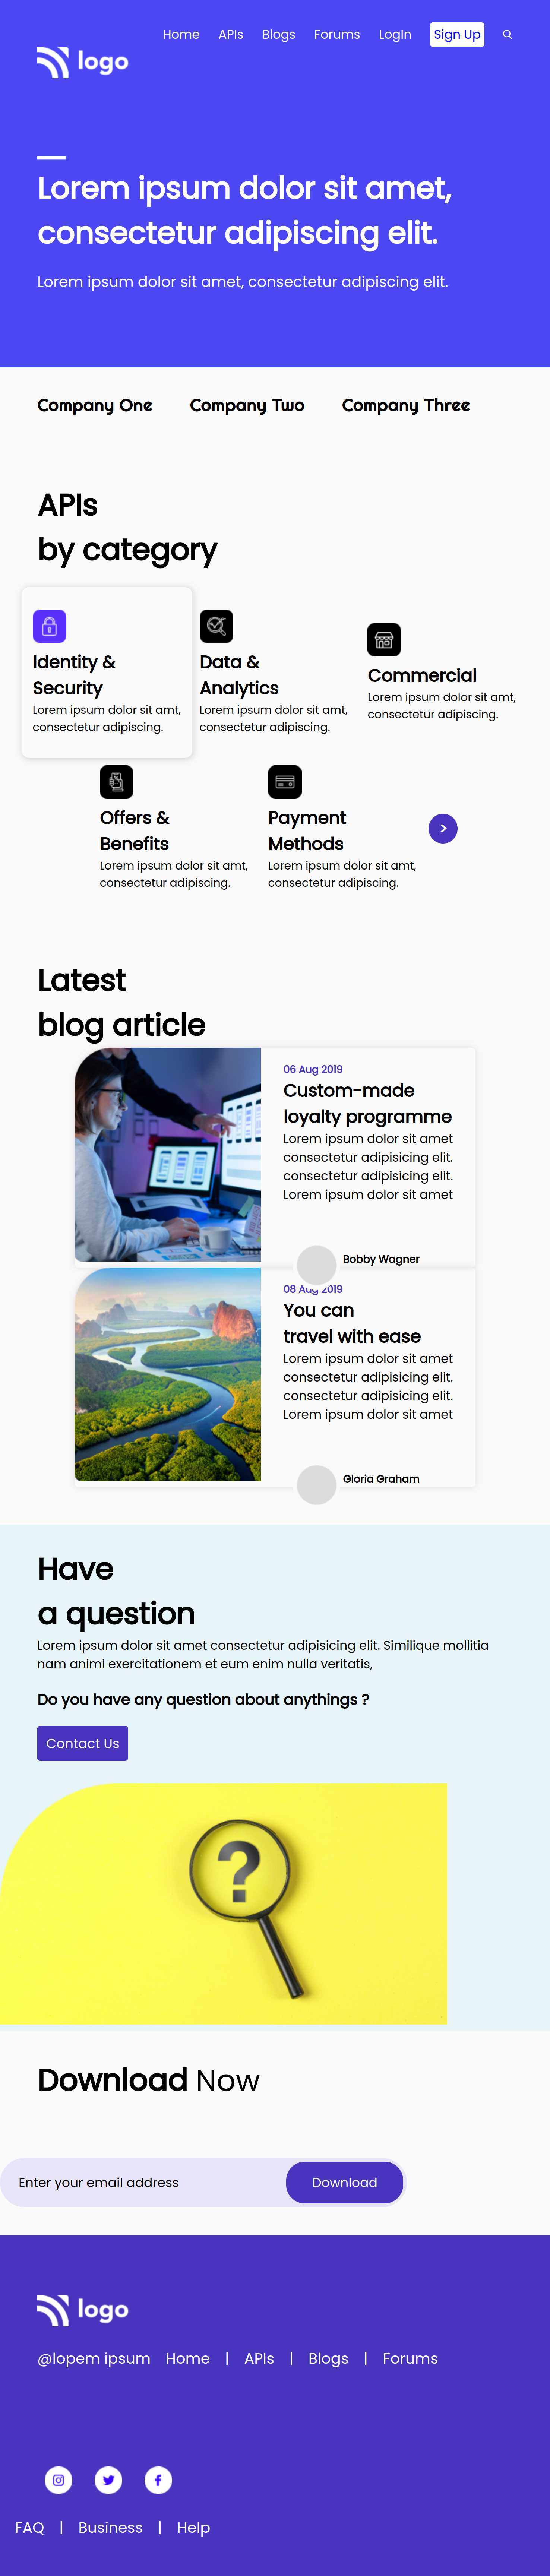 Home APIs Blogs Forums LogIn Sign Up
logo
Lorem ipsum dolor sit amet,
consectetur adipiscing elit.
Lorem ipsum dolor sit amet, consectetur adipiscing elit.
Company One Company Two Company Three
APIs
by category
Identity &
Security
Lorem ipsum dolor sit amt,
consectetur adipiscing.
Data &
Analytics
Lorem ipsum dolor sit amt,
consectetur adipiscing.
Commercial
Lorem ipsum dolor sit amt,
consectetur adipiscing.
Offers &
Benefits
Lorem ipsum dolor sit amt,
consectetur adipiscing.
Payment
Methods
Lorem ipsum dolor sit amt,
consectetur adipiscing.
>
Latest
blog article
06 Aug 2019
Custom-made
loyalty programme
Lorem ipsum dolor sit amet
consectetur adipisicing elit.
consectetur adipisicing elit.
Lorem ipsum dolor sit amet
Bobby Wagner
08 Aug 2019
You can
travel with ease
Lorem ipsum dolor sit amet
consectetur adipisicing elit.
consectetur adipisicing elit.
Lorem ipsum dolor sit amet
Gloria Graham
Have
a question
Lorem ipsum dolor sit amet consectetur adipisicing elit. Similique mollitia
nam animi exercitationem et eum enim nulla veritatis,
Do you have any question about anythings ?
Contact Us
?
Download Now
Enter your email address Download
logo
@lopem ipsum Home | APIs | Blogs | Forums
FAQ | Business | Help